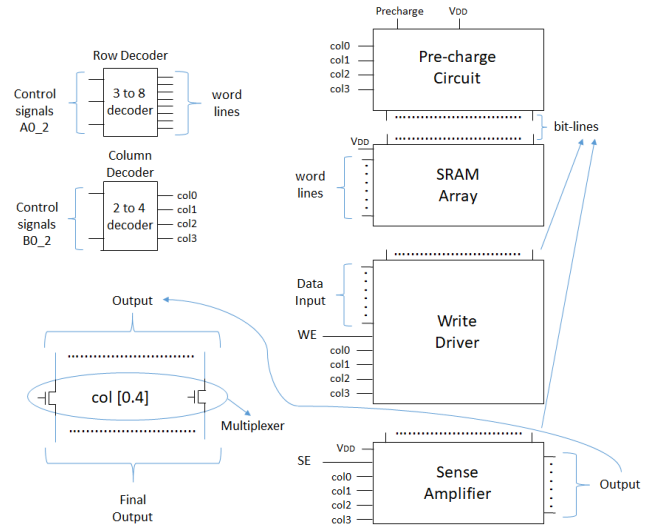 Precharge
VDD
col0
col1
col2
col3
Pre-charge
Circuit
Row Decoder
Control
signals
A0_2
3 to 8
decoder
word
lines
bit-lines
Column
Decoder
Control
signals
B0_2
2 to 4
decoder
col0
col1
col2
col3
VDD
word
lines
SRAM
Array
Data
Input
WE
col0
col1
col2
col3
Write
Driver
Output
col [0.4]
Multiplexer
Final
Output
VDD
SE
col0
col1
col2
col3
Sense
Amplifier
Output